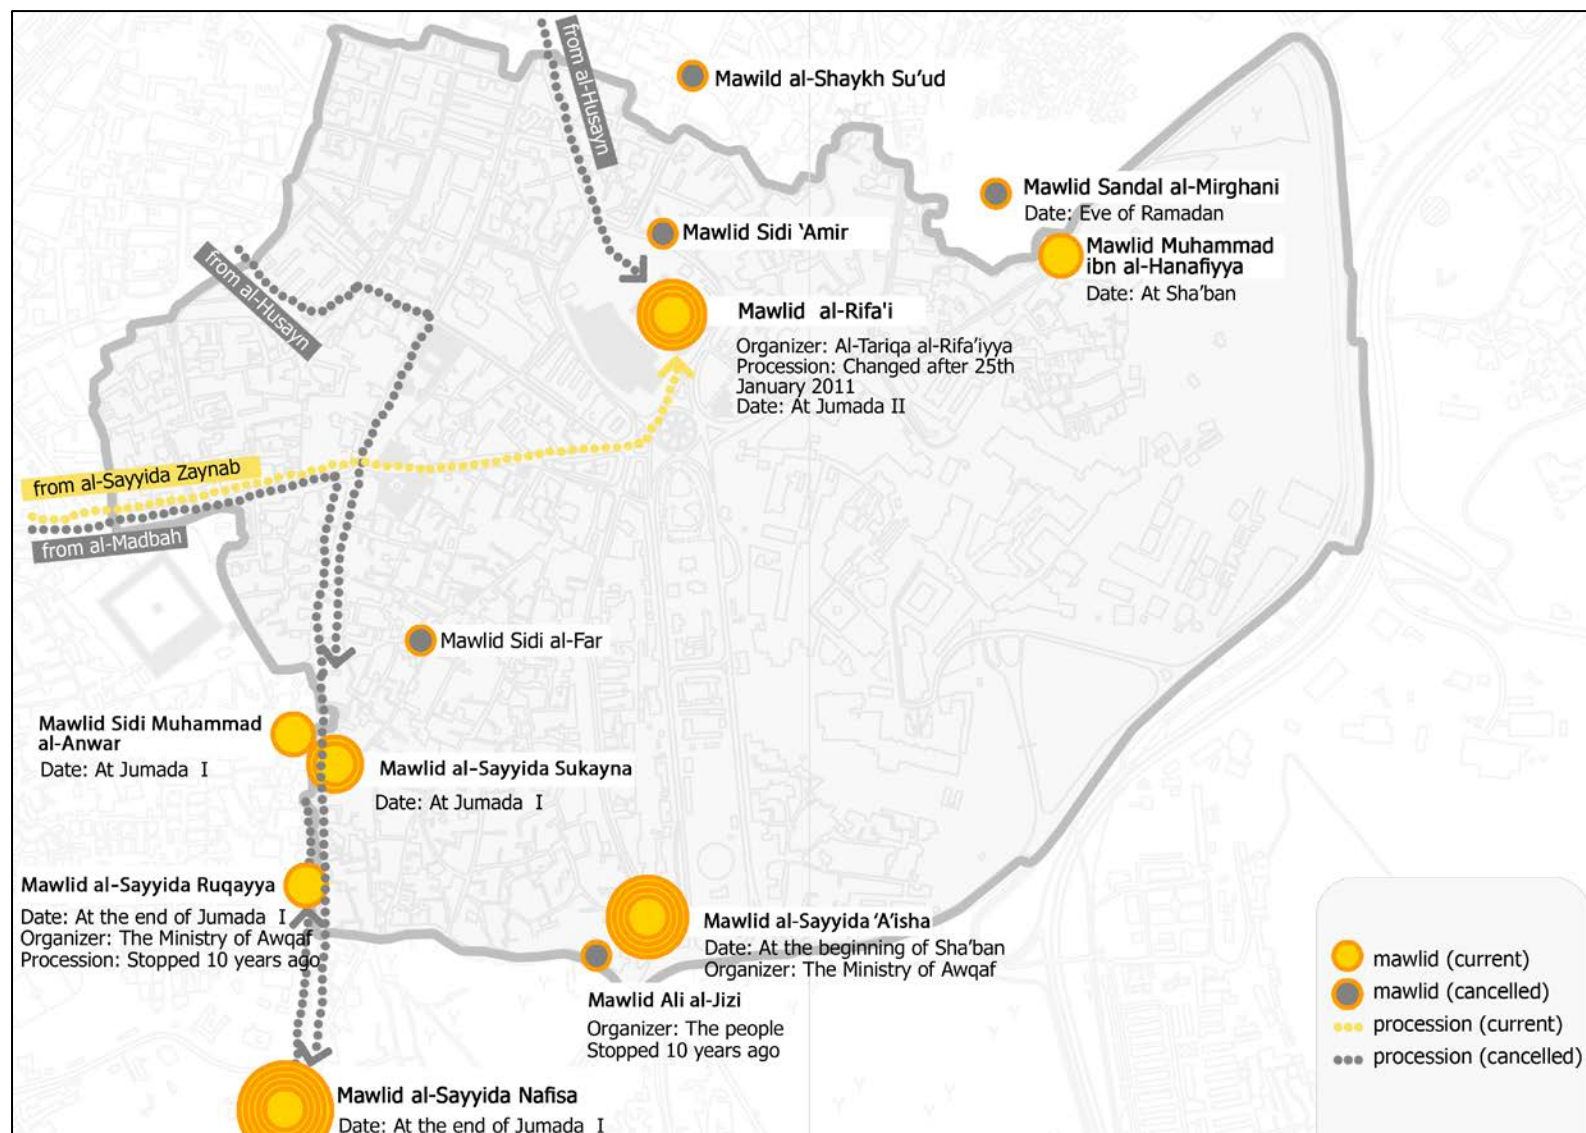 from al-Husayn
Mawild al-Shaykh Su’ud
Mawlid Sandal al-Mirghani
Date: Eve of Ramadan
Mawlid Sidi ‘Amir
Mawlid Muhammad
ibn al-Hanafiyya
Date: At Sha’ban
from al-Husayn
Mawlid al-Rifa'i
Organizer: Al-Tariqa al-Rifa’iyya
Procession: Changed after 25th
January 2011
Date: At Jumada II
from al-Sayyida Zaynab
from al-Madbah
Mawlid Sidi al-Far
Mawlid Sidi Muhammad
al-Anwar
Date: At Jumada I
Mawlid al-Sayyida Sukayna
Date: At Jumada I
Mawlid al-Sayyida Ruqayya
Date: At the end of Jumada I
Organizer: The Ministry of Awqaf
Procession: Stopped 10 years ago
Mawlid al-Sayyida ‘A’isha
Date: At the beginning of Sha’ban
Organizer: The Ministry of Awqaf
Mawlid Ali al-Jizi
Organizer: The people
Stopped 10 years ago
Mawlid al-Sayyida Nafisa
Date: At the end of Jumada I
mawlid (current)
mawlid (cancelled)
procession (current)
procession (cancelled)